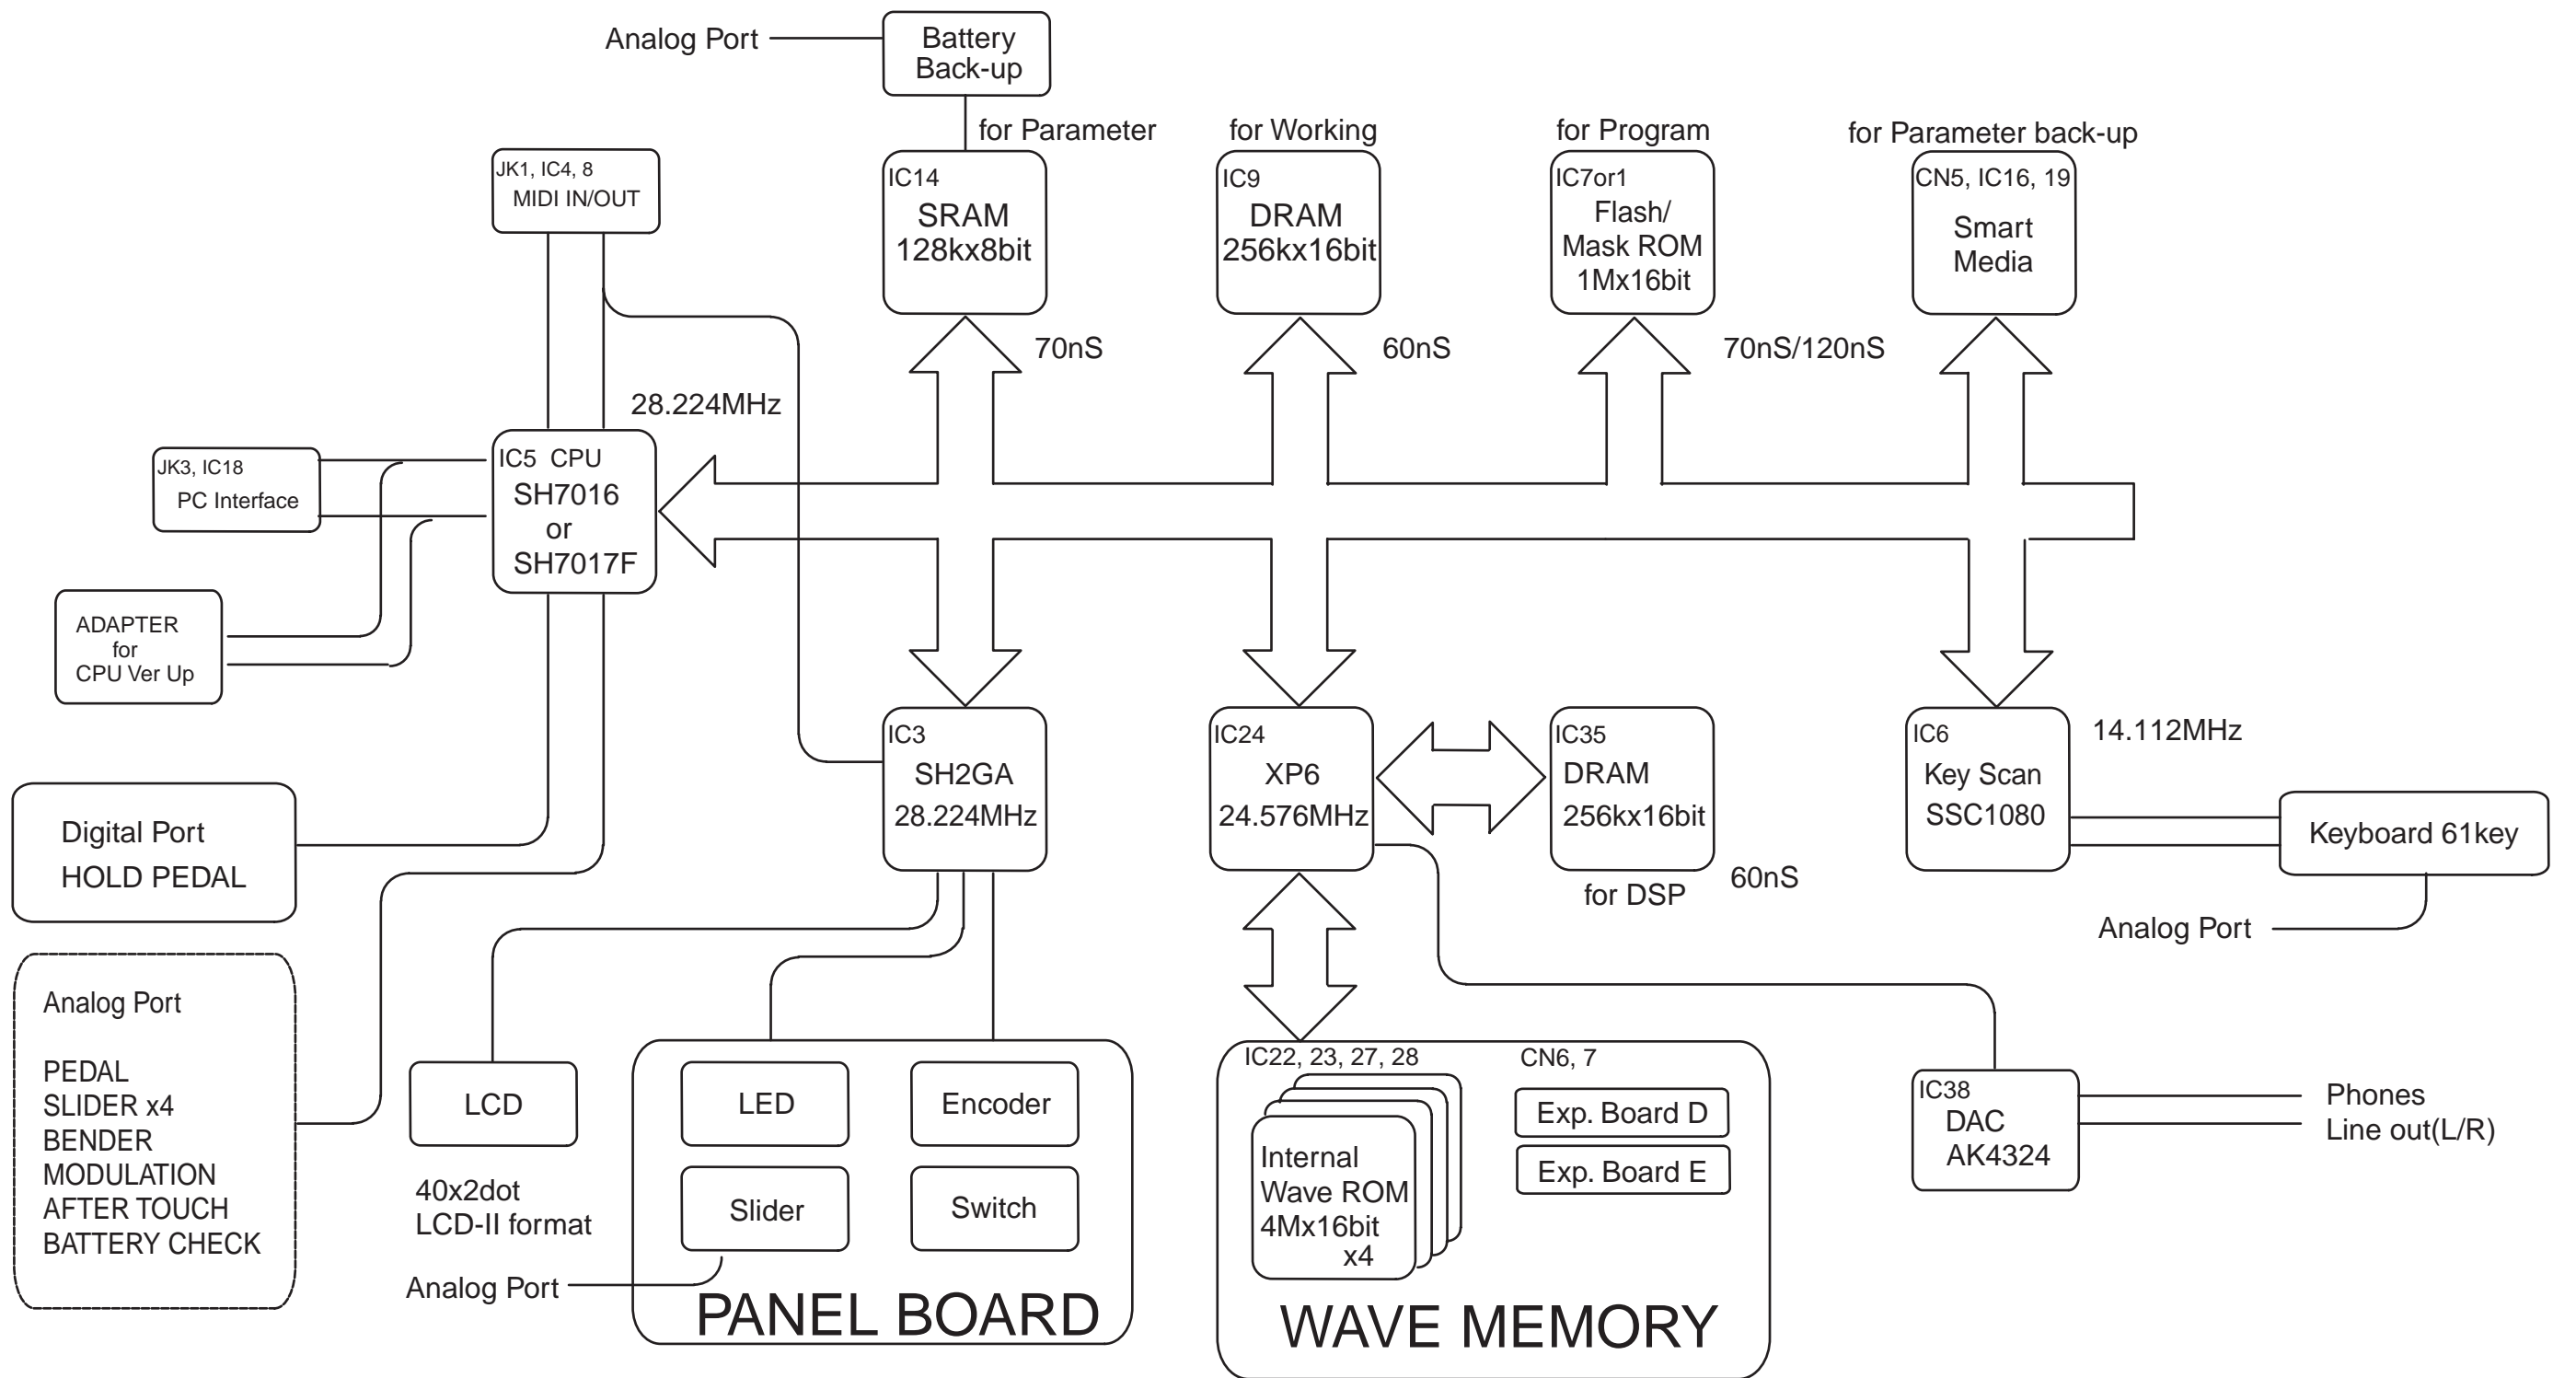 Analog Port
Battery
Back-up
for Parameter
for Working
for Program
for Parameter back-up
JK1, IC4, 8
MIDI IN/OUT
IC14
SRAM
128kx8bit
IC9
DRAM
256kx16bit
IC7or1
Flash/
Mask ROM
1Mx16bit
CN5, IC16, 19
Smart
Media
70nS
60nS
70nS/120nS
28.224MHz
JK3, IC18
PC Interface
IC5 CPU
SH7016
or
SH7017F
ADAPTER
for
CPU Ver Up
IC3
SH2GA
28.224MHz
IC24
XP6
24.576MHz
IC35
DRAM
256kx16bit
for DSP
60nS
IC6
Key Scan
SSC1080
14.112MHz
Keyboard 61key
Analog Port
Digital Port
HOLD PEDAL
Analog Port
PEDAL
SLIDER x4
BENDER
MODULATION
AFTER TOUCH
BATTERY CHECK
LCD
40x2dot
LCD-II format
Analog Port
LED
Encoder
Slider
Switch
PANEL BOARD
IC22, 23, 27, 28
CN6, 7
Internal
Wave ROM
4Mx16bit
x4
Exp. Board D
Exp. Board E
WAVE MEMORY
IC38
DAC
AK4324
Phones
Line out(L/R)